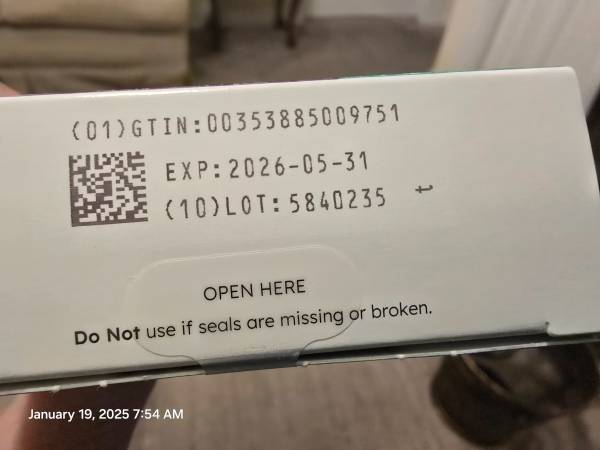 (01)GTIN:00353885009751
EXP:2026-05-31
(10)LOT:5840235 t
OPEN HERE
Do Not use if seals are missing or broken.
January 19, 2025 7:54 AM